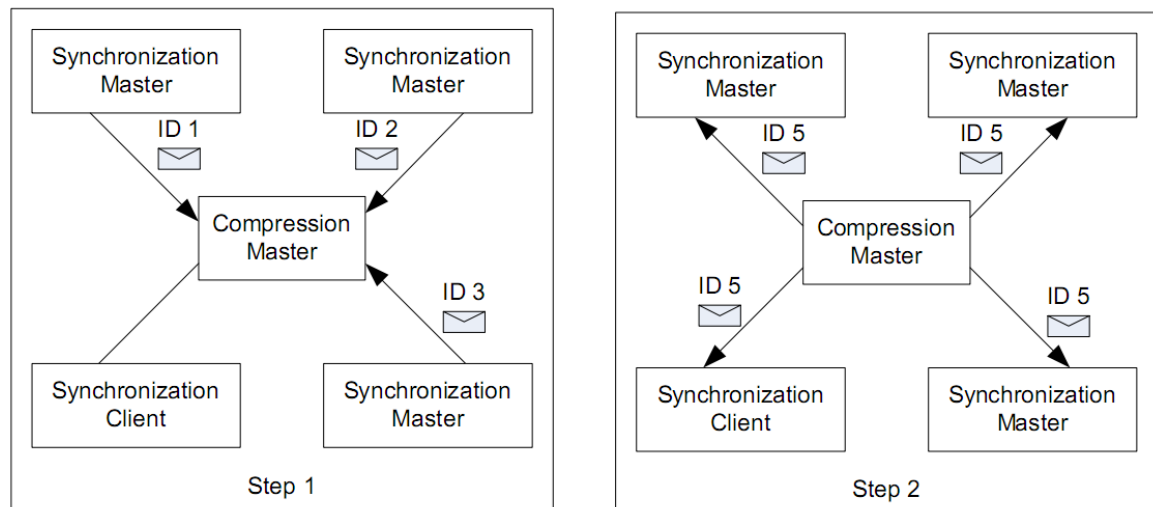 Synchronization
Master
Synchronization
Master
ID 1
ID 2
Compression
Master
ID 3
Synchronization
Client
Synchronization
Master
Step 1
Synchronization
Master
Synchronization
Master
ID 5
ID 5
Compression
Master
ID 5
ID 5
Synchronization
Client
Synchronization
Master
Step 2